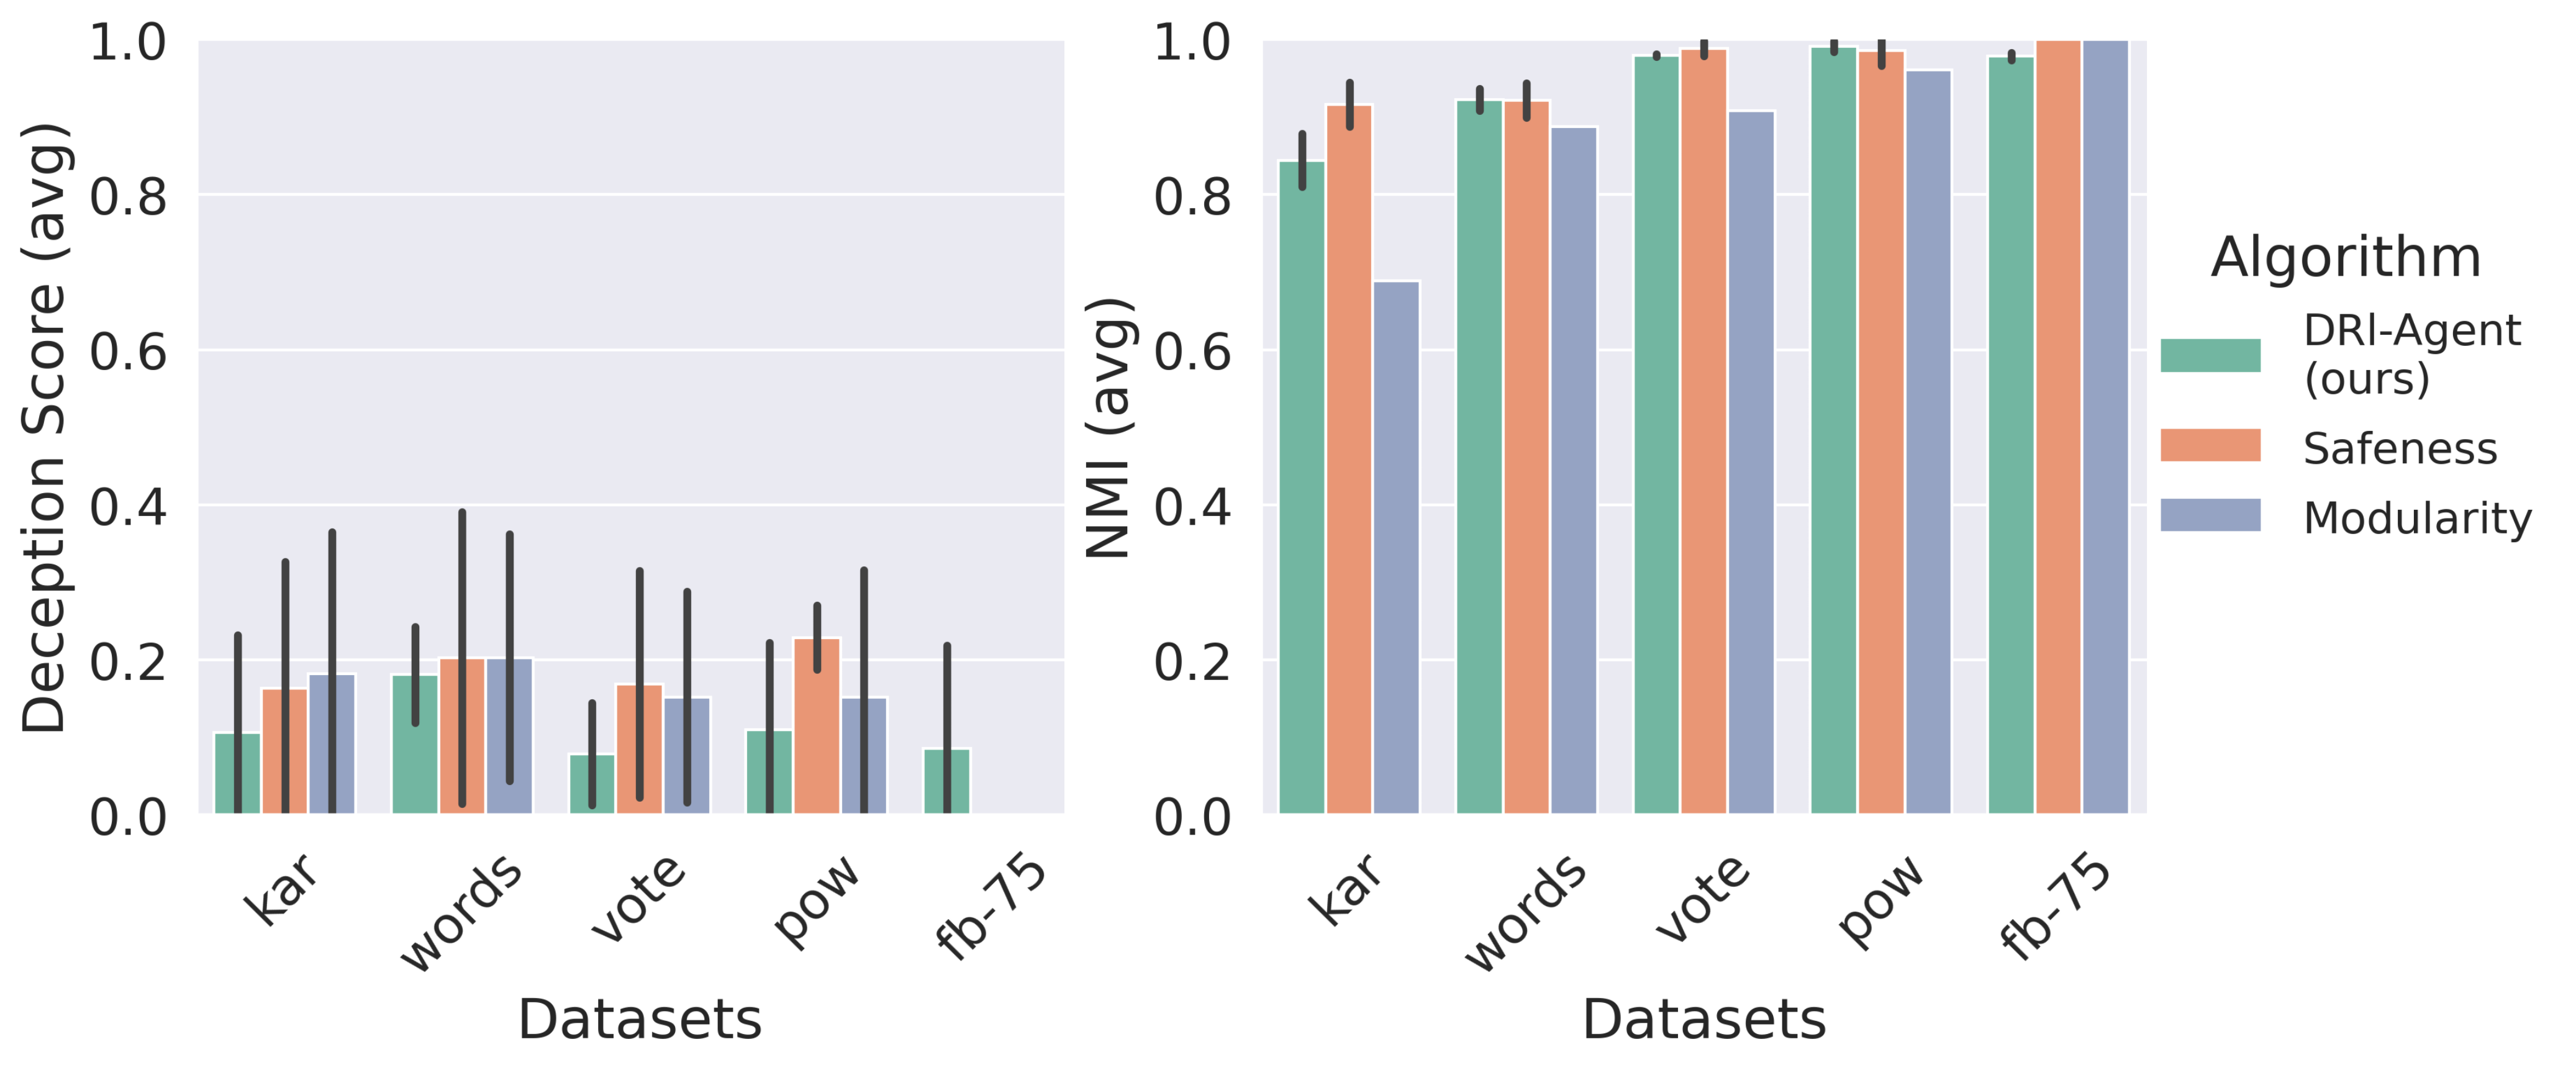 Deception Score (avg)
1.0
0.8
0.6
0.4
0.2
0.0
kar
words
vote
pow
fb-75
Datasets
NMI (avg)
1.0
0.8
0.6
0.4
0.2
0.0
kar
words
vote
pow
fb-75
Datasets
Algorithm
DRl-Agent
(ours)
Safeness
Modularity